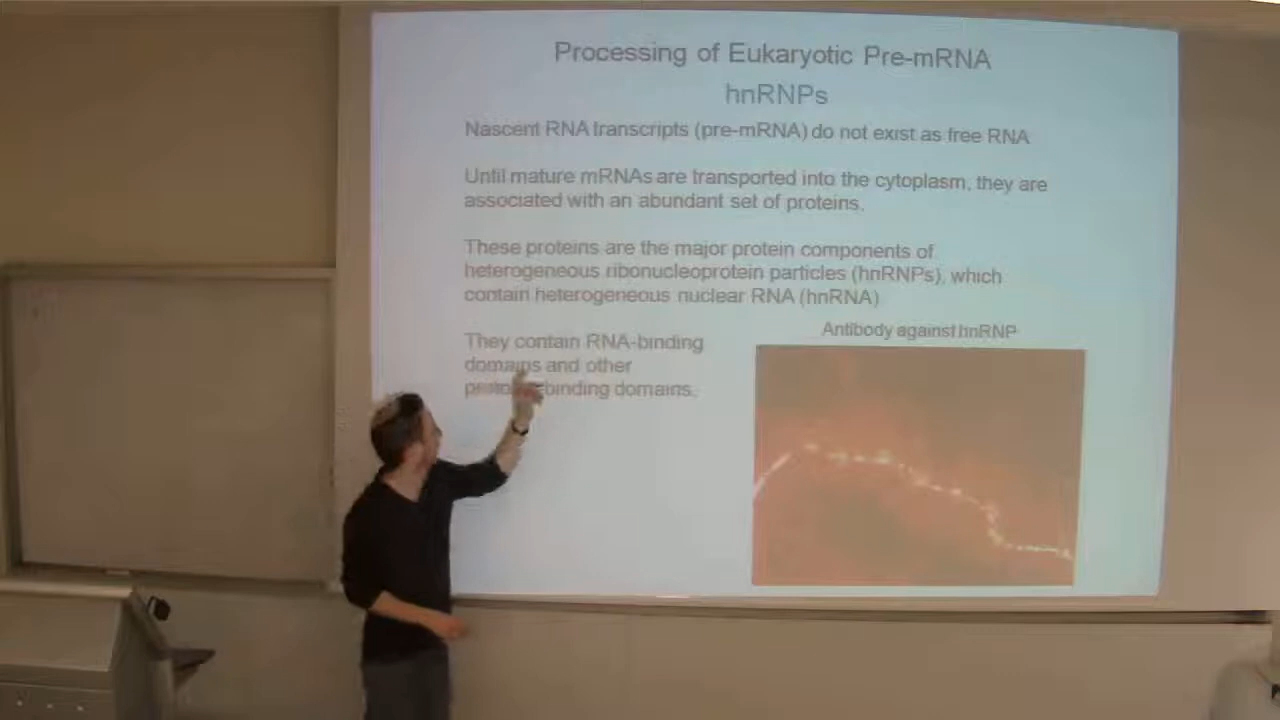 Processing of Eukaryotic Pre-mRNA
hnRNPs
Nascent RNA transcripts (pre-mRNA) do not exist as free RNA
Until mature mRNAs are transported into the cytoplasm, they are
associated with an abundant set of proteins.
These proteins are the major protein components of
heterogeneous ribonucleoprotein particles (hnRNPs), which
contain heterogeneous nuclear RNA (hnRNA)
They contain RNA-binding
domains and other
protein-binding domains.
Antibody against hnRNP